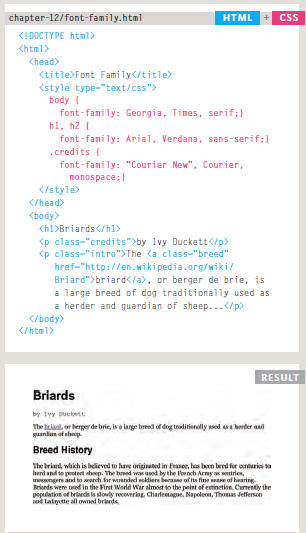 chapter-12/font-family.html HTML + CSS
<!DOCTYPE html>
<html>
<head>
<title>Font Family</title>
<style type="text/css">
body {
font-family: Georgia, Times, serif;}
h1, h2 {
font-family: Arial, Verdana, sans-serif;}
.credits {
font-family: "Courier New", Courier,
monospace;}
</style>
</head>
<body>
<h1>Briards</h1>
<p class="credits">by Ivy Duckett</p>
<p class="intro">The <a class="breed"
href="http://en.wikipedia.org/wiki/
Briard">briard</a>, or berger de brie, is
a large breed of dog traditionally used as
a herder and guardian of sheep...</p>
</body>
</html>
RESULT
Briards
by Ivy Duckett
The briard, or berger de brie, is a large breed of dog traditionally used as a herder and
guardian of sheep.
Breed History
The briard, which is believed to have originated in France, has been bred for centuries to
herd and to protect sheep. The breed was used by the French Army as sentries,
messengers and to search for wounded soldiers because of its fine sense of hearing.
Briards were used in the First World War almost to the point of extinction. Currently the
population of briards is slowly recovering. Charlemagne, Napoleon, Thomas Jefferson
and Lafayette all owned briards.